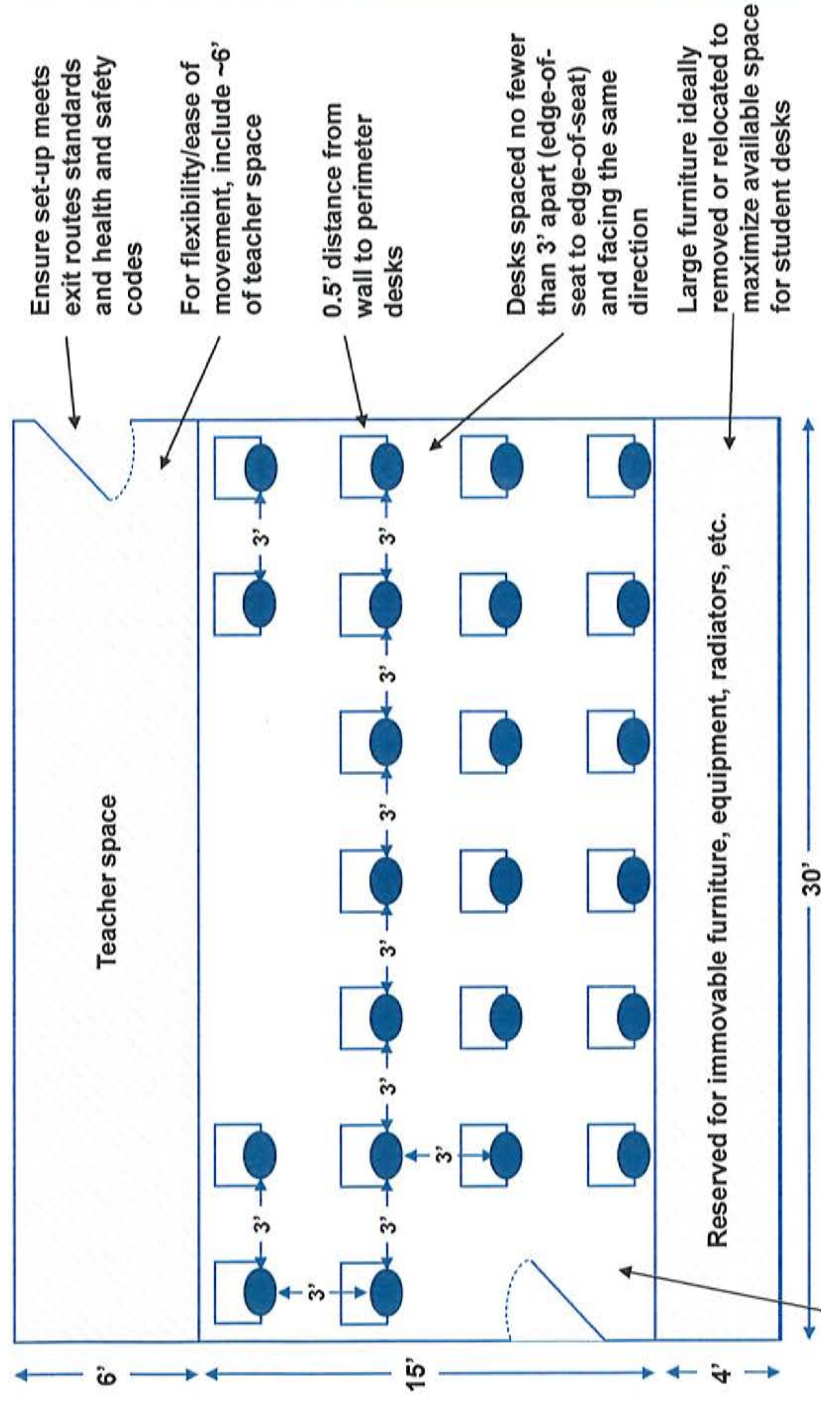 Ensure set-up meets
exit routes standards
and health and safety
codes
For flexibility/ease of
movement, include ~6’
of teacher space
0.5’ distance from
wall to perimeter
desks
Desks spaced no fewer
than 3’ apart (edge-of-
seat to edge-of-seat)
and facing the same
direction
Large furniture ideally
removed or relocated to
maximize available space
for student desks
6’
Teacher space
15’
3’
3’
3’
3’
3’
3’
3’
3’
3’
3’
4’
Reserved for immovable furniture, equipment, radiators, etc.
30’